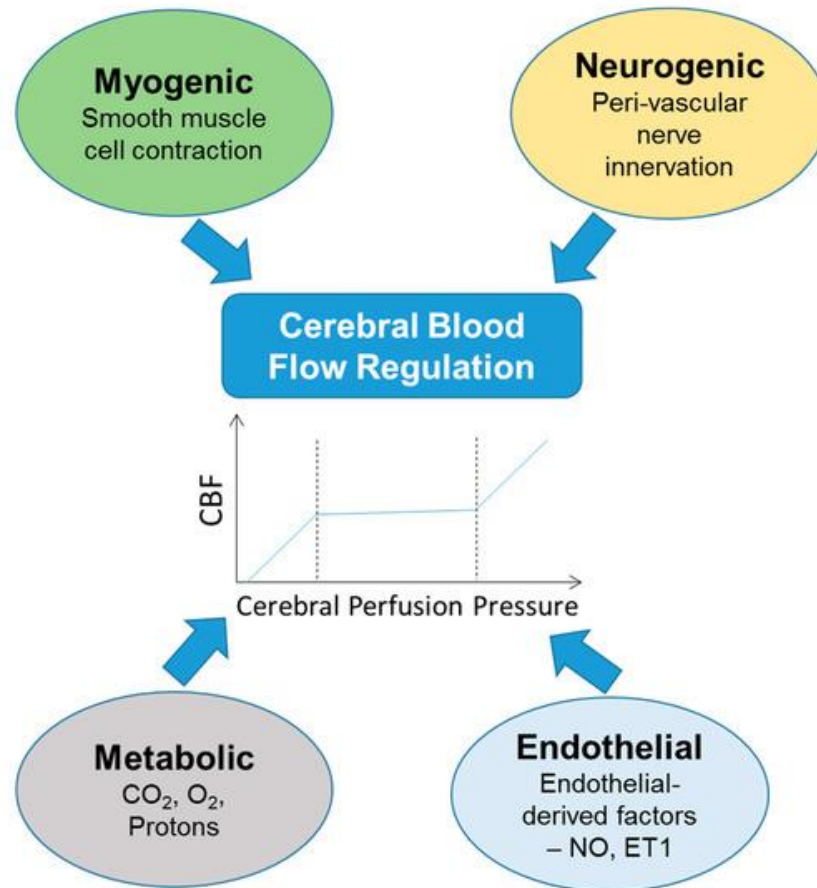 Myogenic
Smooth muscle
cell contraction
Neurogenic
Peri-vascular
nerve
innervation
Cerebral Blood
Flow Regulation
CBF
Cerebral Perfusion Pressure
Metabolic
CO₂, O₂,
Protons
Endothelial
Endothelial-
derived factors
– NO, ET1